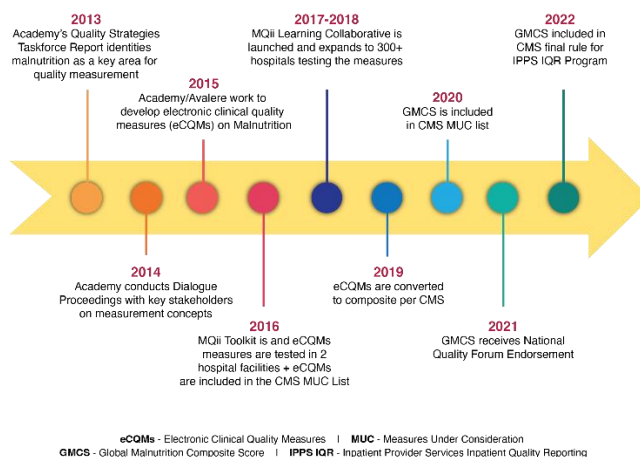 2013
Academy's Quality Strategies
Taskforce Report identities
malnutrition as a key area for
quality measurement
2014
Academy conducts Dialogue
Proceedings with key stakeholders
on measurement concepts
2015
Academy/Avalere work to
develop electronic clinical quality
measures (eCQMs) on Malnutrition
2016
MQii Toolkit is and eCQMs
measures are tested in 2
hospital facilities + eCQMs
are included in the CMS MUC List
2017-2018
MQii Learning Collaborative is
launched and expands to 300+
hospitals testing the measures
2019
eCQMs are converted
to composite per CMS
2020
GMCS is included
in CMS MUC list
2021
GMCS receives National
Quality Forum Endorsement
2022
GMCS included in
CMS final rule for
IPPS IQR Program
eCQMs - Electronic Clinical Quality Measures | MUC - Measures Under Consideration
GMCS - Global Malnutrition Composite Score | IPPS IQR - Inpatient Provider Services Inpatient Quality Reporting